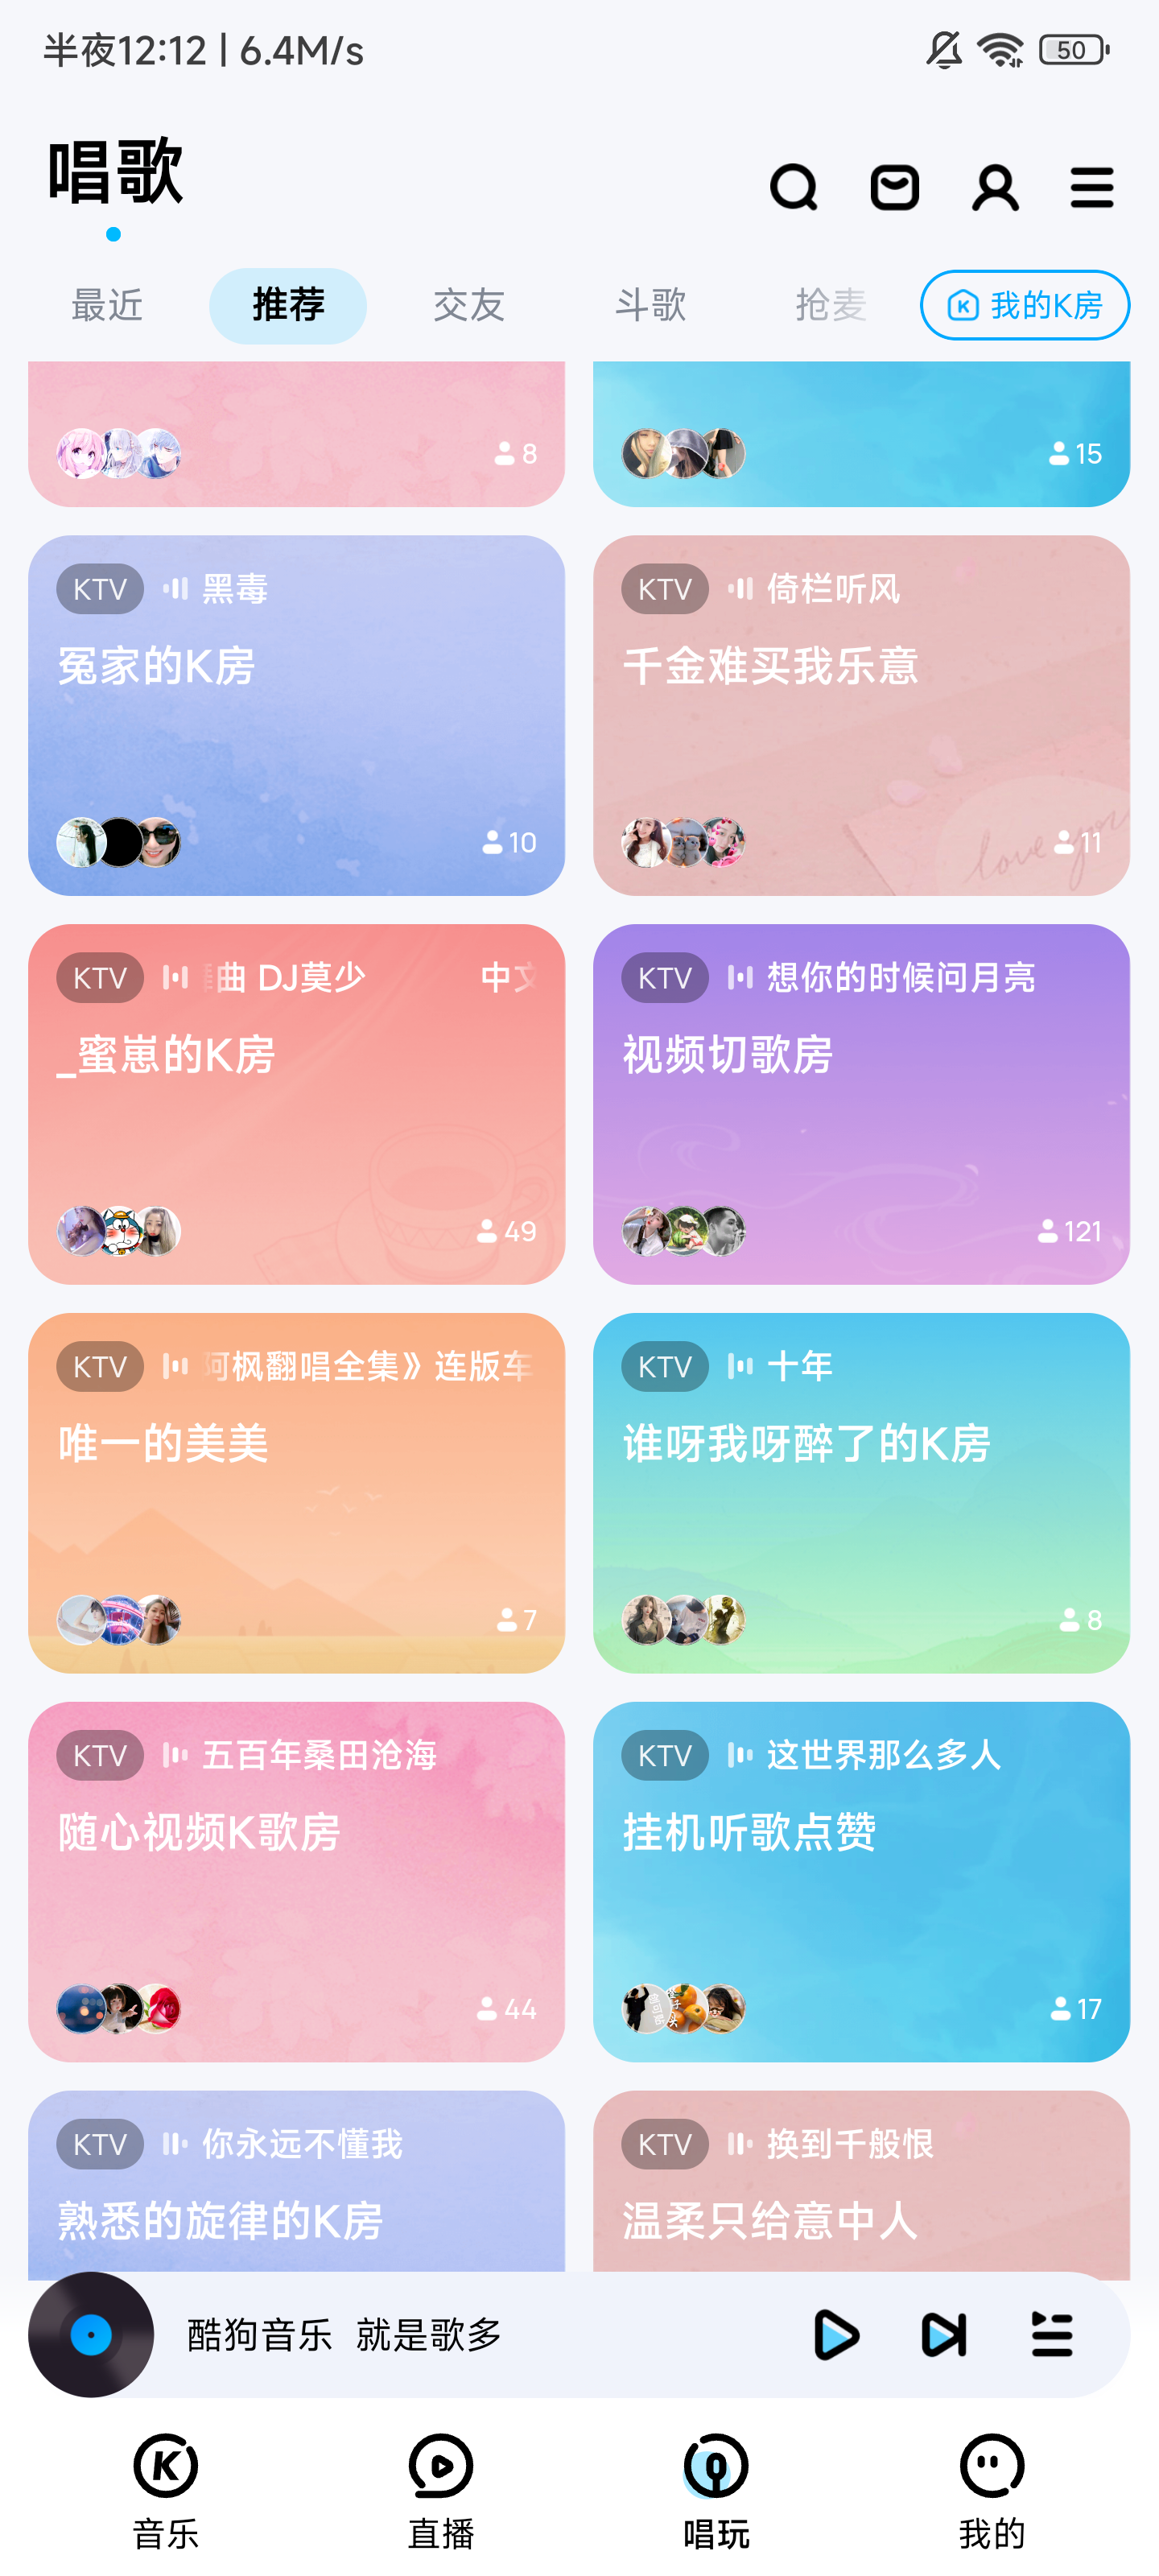 半夜12:12 | 6.4M/s
50
唱歌
最近 推荐 交友 斗歌 抢麦 我的K房
8
15
KTV 黑毒
冤家的K房
10
KTV 倚栏听风
千金难买我乐意
love you
11
KTV 曲 DJ莫少 中文
_蜜崽的K房
49
KTV 想你的时候问月亮
视频切歌房
121
KTV 阿枫翻唱全集》连版车
唯一的美美
7
KTV 十年
谁呀我呀醉了的K房
8
KTV 五百年桑田沧海
随心视频K歌房
44
KTV 这世界那么多人
挂机听歌点赞
17
KTV 你永远不懂我
熟悉的旋律的K房
KTV 换到千般恨
温柔只给意中人
酷狗音乐 就是歌多
音乐 直播 唱玩 我的